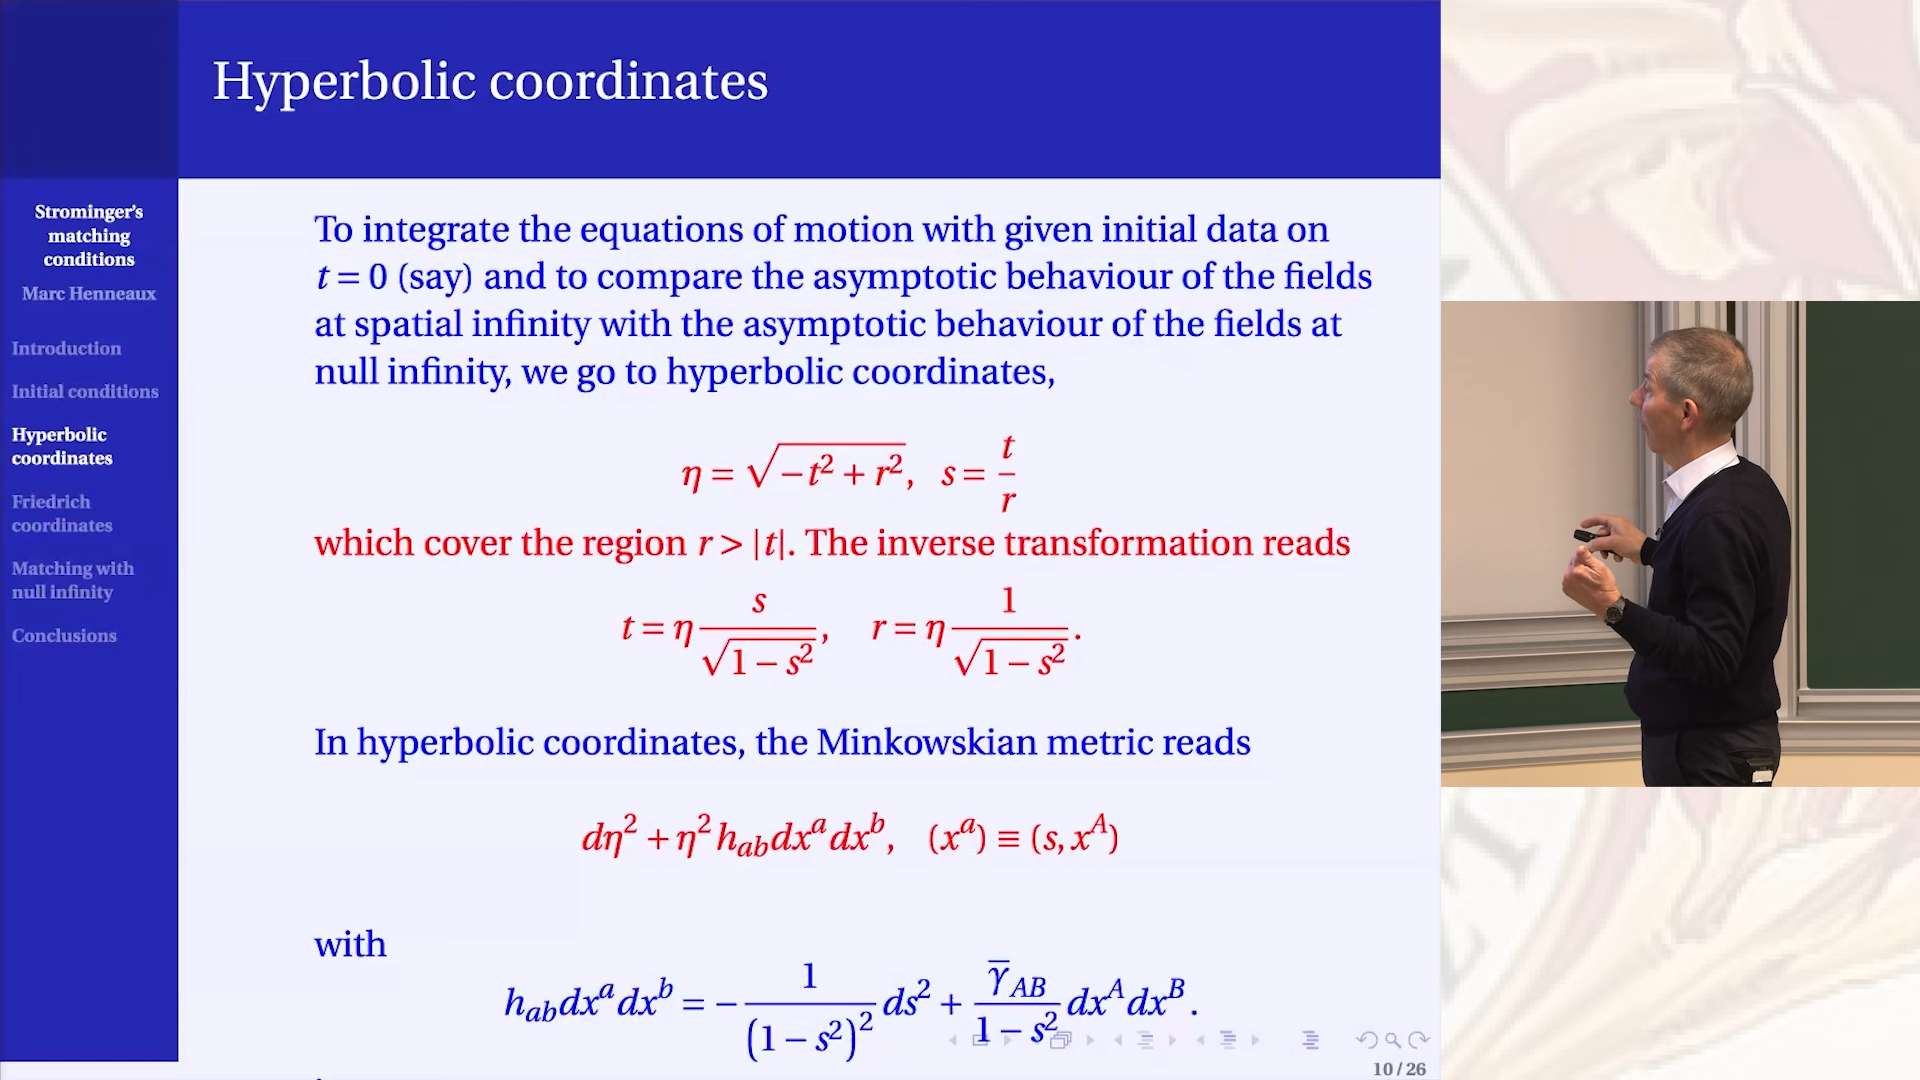 Hyperbolic coordinates
Strominger's
matching
conditions
Marc Henneaux
Introduction
Initial conditions
Hyperbolic
coordinates
Friedrich
coordinates
Matching with
null infinity
Conclusions
To integrate the equations of motion with given initial data on
t = 0 (say) and to compare the asymptotic behaviour of the fields
at spatial infinity with the asymptotic behaviour of the fields at
null infinity, we go to hyperbolic coordinates,
η = √(−t² + r²), s = t/r
which cover the region r > |t|. The inverse transformation reads
t = η s/√(1 − s²), r = η 1/√(1 − s²).
In hyperbolic coordinates, the Minkowskian metric reads
dη² + η² h_{ab} dx^a dx^b, (x^a) ≡ (s, x^A)
with
h_{ab} dx^a dx^b = − 1/(1 − s²)² ds² + γ̅_{AB}/(1 − s²) dx^A dx^B.
10 / 26